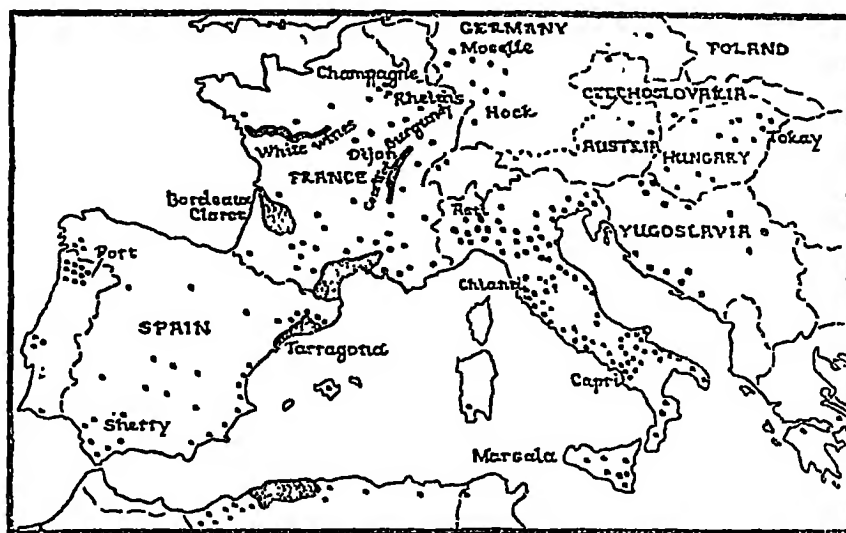 GERMANY
Moselle
POLAND
Champagne
Rheims
CZECHOSLOVAKIA
Hock
White wines
Dijon
Burgundy
AUSTRIA
Tokay
HUNGARY
FRANCE
Bordeaux
Claret
Asti
YUGOSLAVIA
Port
Chianti
SPAIN
Tarragona
Capri
Sherry
Marsala